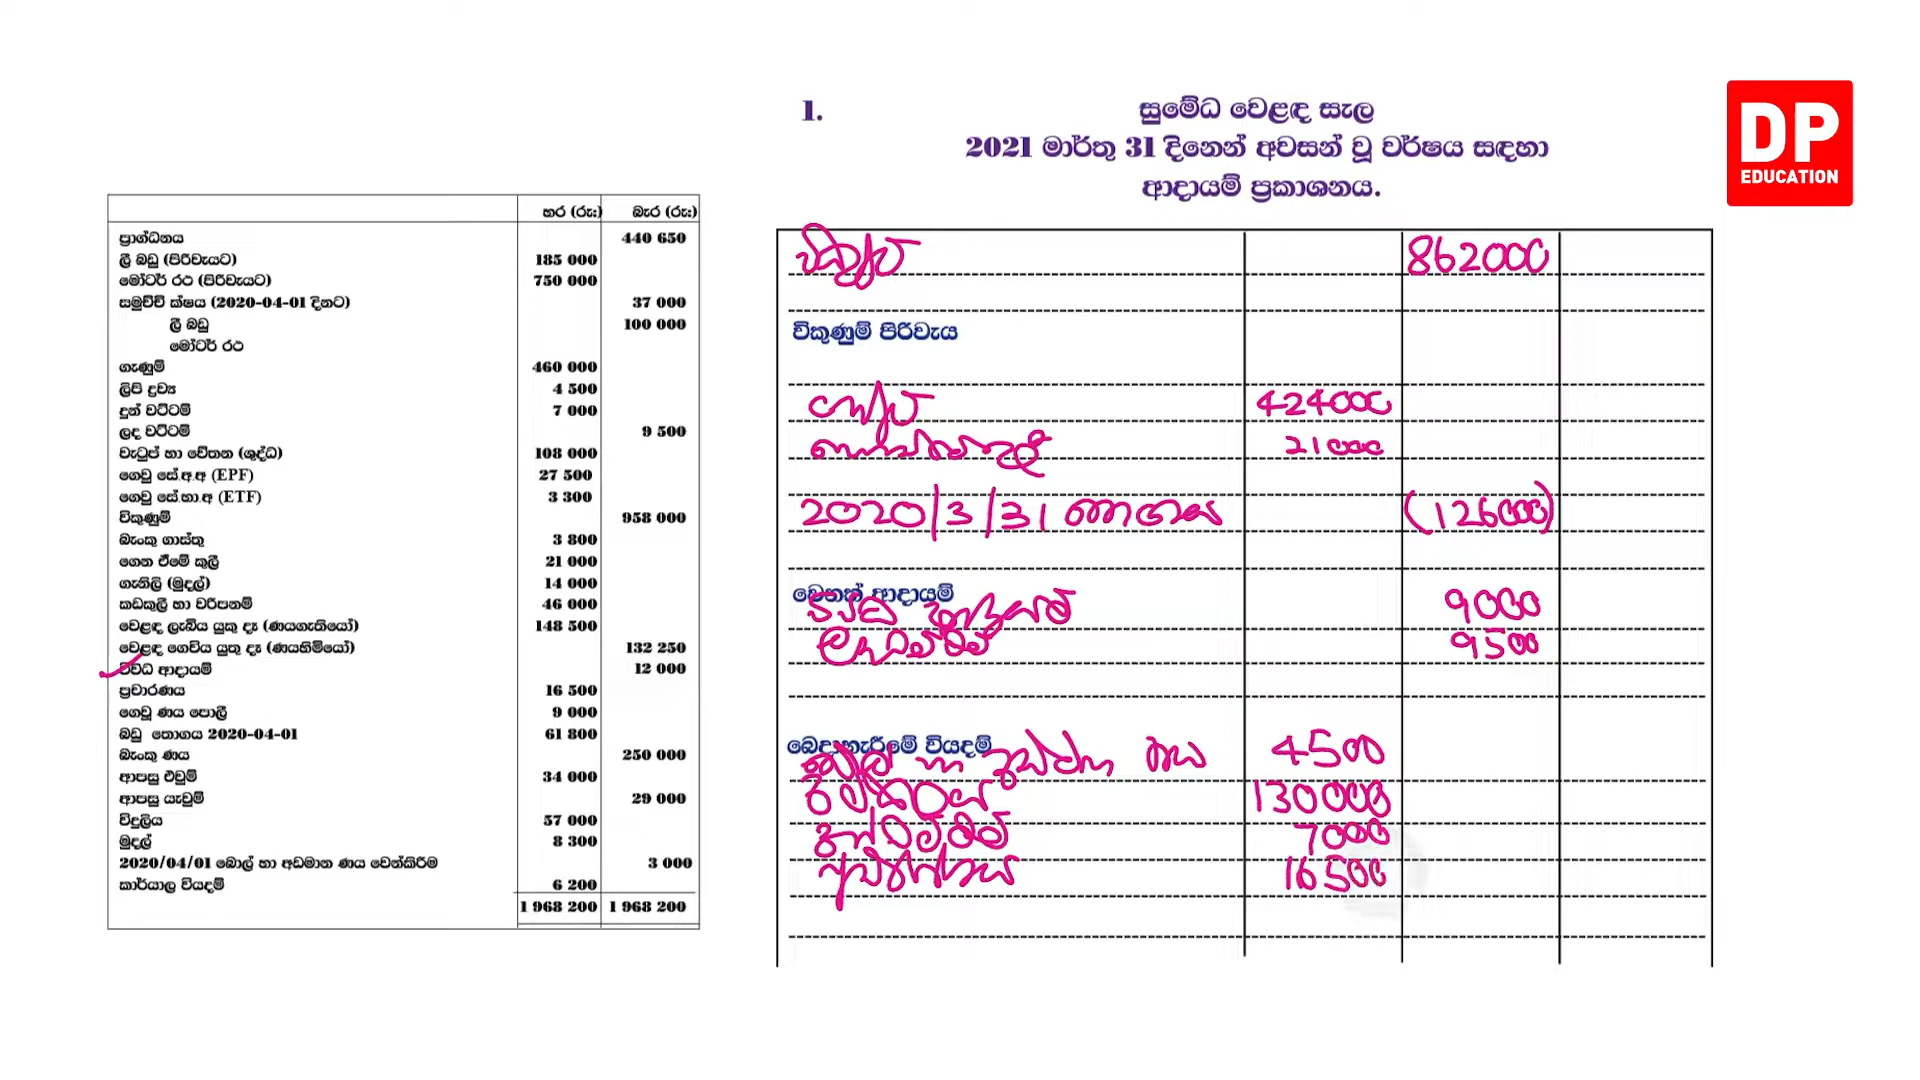 1.
සුමේධ වෙළඳ සැල
2021 මාර්තු 31 දිනෙන් අවසන් වූ වර්ෂය සඳහා
ආදායම් ප්‍රකාශනය.
DP
EDUCATION
හර (රු:) බැර (රු:)
ප්‍රාග්ධනය 440 650
ලී බඩු (පිරිවැයට) 185 000
මෝටර් රථ (පිරිවැයට) 750 000
සමුච්චි ක්ෂය (2020-04-01 දිනට) 37 000
ලී බඩු 100 000
මෝටර් රථ
ගැණුම් 460 000
ලිපි ද්‍රව්‍ය 4 500
දුන් වට්ටම් 7 000
ලද වට්ටම් 9 500
වැටුප් හා වේතන (ශුද්ධ) 108 000
ගෙවූ සේ.අ.අ (EPF) 27 500
ගෙවූ සේ.භා.අ (ETF) 3 300
විකුණුම් 958 000
බැංකු ගාස්තු 3 800
ගෙන ඒමේ කුලී 21 000
ගැනිලි (මුදල්) 14 000
කඩකුලී හා වරිපනම් 46 000
වෙළඳ ලැබිය යුතු දෑ (ණයගැතියෝ) 148 500
වෙළඳ ගෙවිය යුතු දෑ (ණයහිමියෝ) 132 250
විවිධ ආදායම් 12 000
ප්‍රචාරණය 16 500
ගෙවූ ණය පොලී 9 000
බඩු තොගය 2020-04-01 61 800
බැංකු ණය 250 000
ආපසු එවුම් 34 000
ආපසු යැවුම් 29 000
විදුලිය 57 000
මුදල් 8 300
2020/04/01 බොල් හා අඩමාන ණය වෙන්කිරීම 3 000
කාර්යාල වියදම් 6 200
1 968 200 1 968 200
862000
විකුණුම් පිරිවැය
424000
21000
2020/3/31 (126000)
වෙනත් ආදායම්
9000
9500
බෙදාහැරීමේ වියදම්
4500
130000
7000
16500